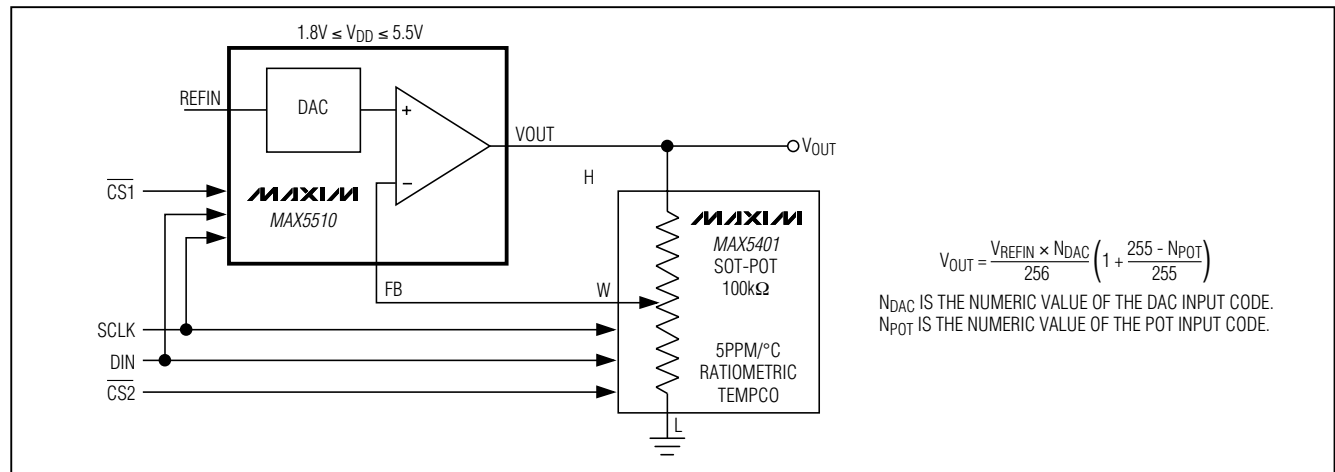 1.8V ≤ VDD ≤ 5.5V
REFIN
DAC
+
−
VOUT
VOUT
CS1
MAXIM
MAX5510
H
MAXIM
MAX5401
SOT-POT
100kΩ
FB
W
SCLK
DIN
CS2
5PPM/°C
RATIOMETRIC
TEMPCO
L
VOUT = VREFIN × NDAC / 256 (1 + 255 - NPOT / 255)
NDAC IS THE NUMERIC VALUE OF THE DAC INPUT CODE.
NPOT IS THE NUMERIC VALUE OF THE POT INPUT CODE.